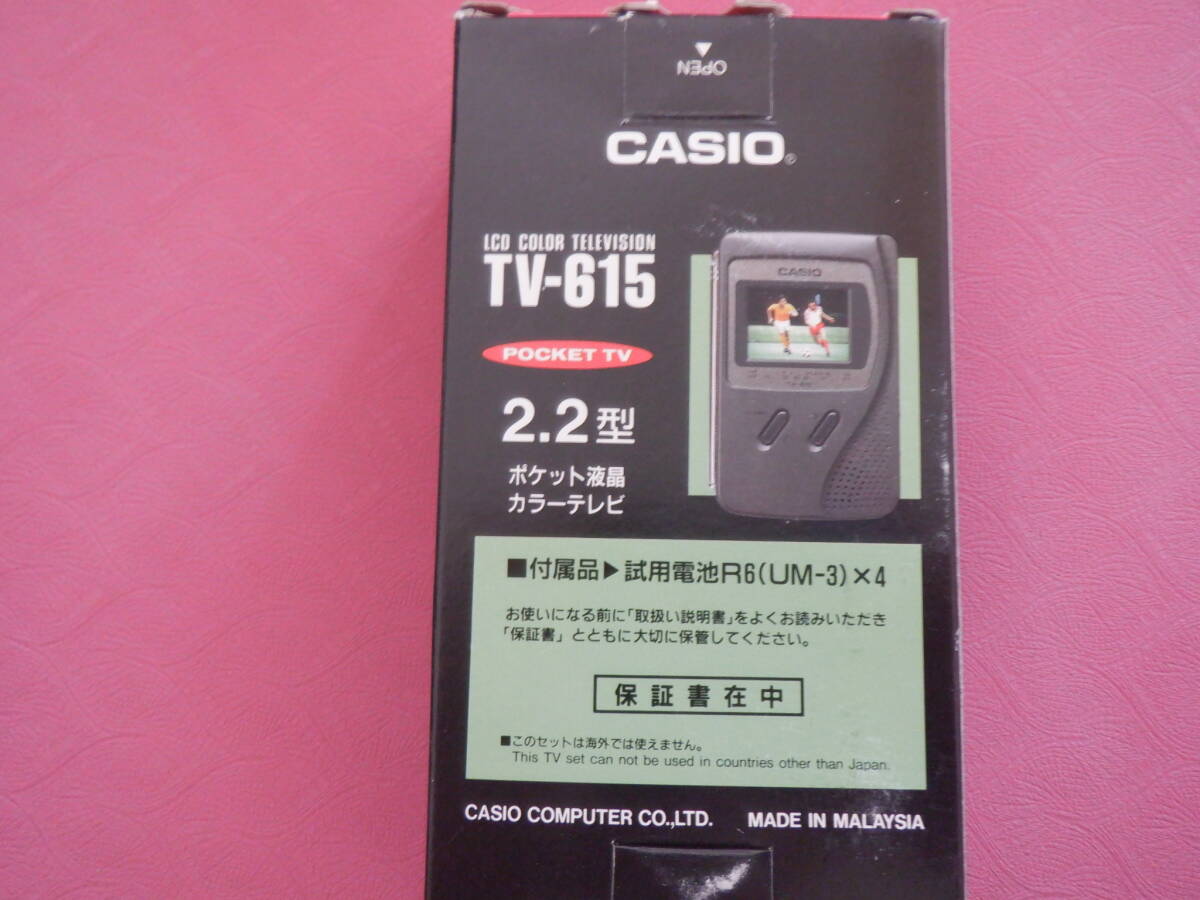 OPEN
CASIO®
LCD COLOR TELEVISION
TV-615
POCKET TV
2.2型
ポケット液晶
カラーテレビ
CASIO
■付属品▶試用電池R6(UM-3)×4
お使いになる前に「取扱い説明書」をよくお読みいただき
「保証書」とともに大切に保管してください。
保証書在中
■このセットは海外では使えません。
This TV set can not be used in countries other than Japan.
CASIO COMPUTER CO.,LTD. MADE IN MALAYSIA